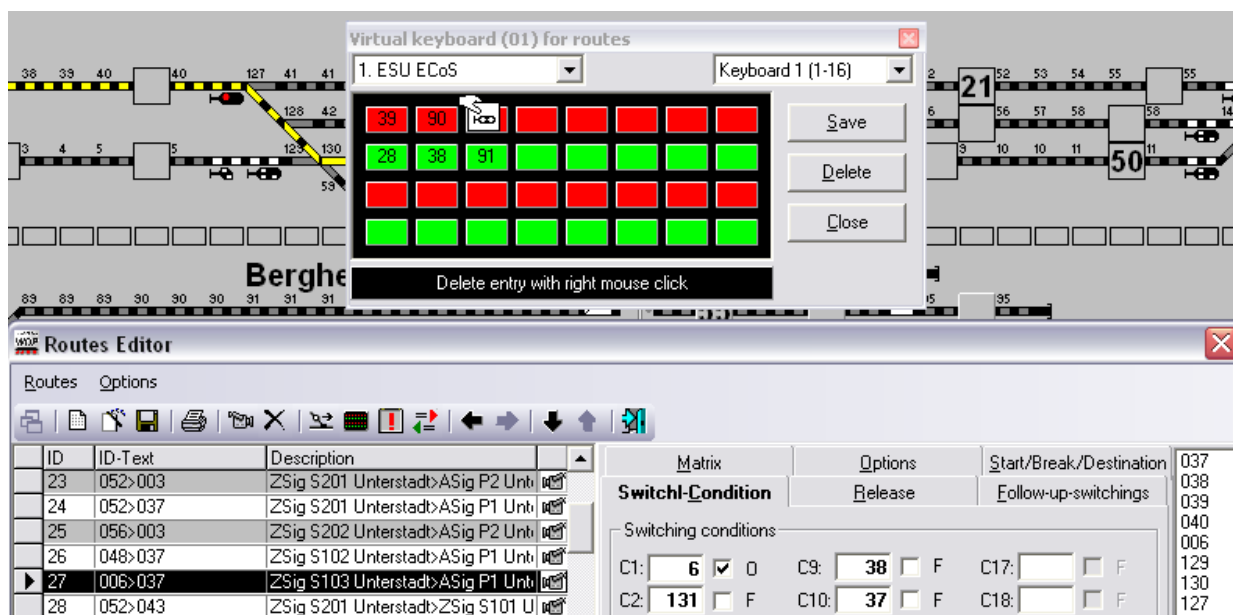 Virtual keyboard (01) for routes
1. ESU ECoS
Keyboard 1 (1-16)
38 39 40 40 127 41 41
128 42
3 4 5 5 129 130
59
39 90
28 38 91
Save
Delete
Close
Delete entry with right mouse click
2 21 52 53 54 55 55
6 56 57 58 58 14
9 10 10 11 50 11
Berghe
89 89 89 90 90 90 91 91 91
95 95
Routes Editor
Routes Options
ID ID-Text Description
23 052>003 ZSig S201 Unterstadt>ASig P2 Unt
24 052>037 ZSig S201 Unterstadt>ASig P1 Unt
25 056>003 ZSig S202 Unterstadt>ASig P2 Unt
26 048>037 ZSig S102 Unterstadt>ASig P1 Unt
27 006>037 ZSig S103 Unterstadt>ASig P1 Unt
28 052>043 ZSig S201 Unterstadt>ZSig S101 U
Matrix Options Start/Break./Destination
Switchl-Condition Release Follow-up-switchings
Switching conditions
C1: 6 O C9: 38 F C17: F
C2: 131 F C10: 37 F C18: F
037
038
039
040
006
129
130
127